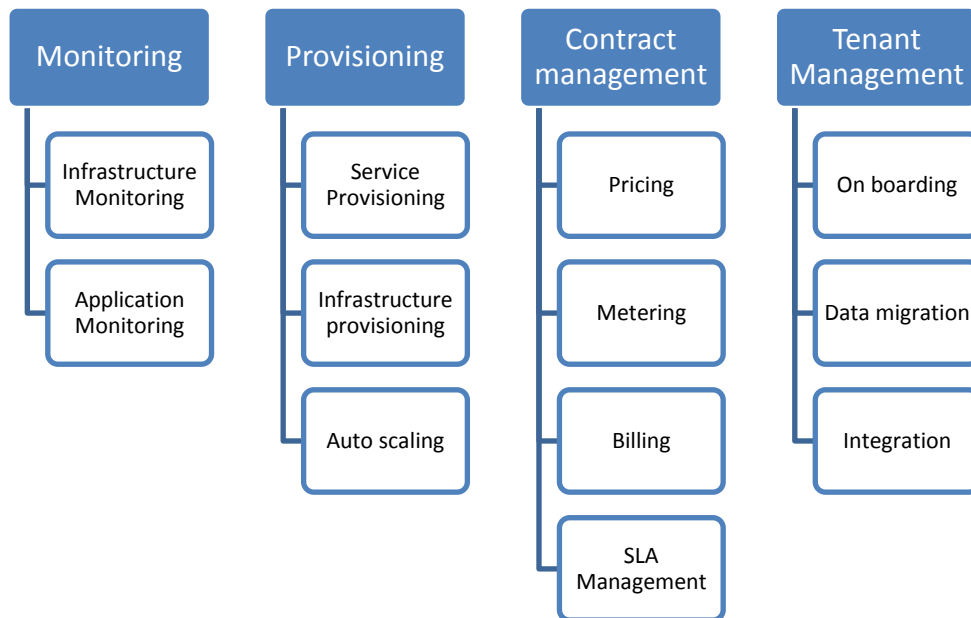 Monitoring
Infrastructure
Monitoring
Application
Monitoring
Provisioning
Service
Provisioning
Infrastructure
provisioning
Auto scaling
Contract
management
Pricing
Metering
Billing
SLA
Management
Tenant
Management
On boarding
Data migration
Integration